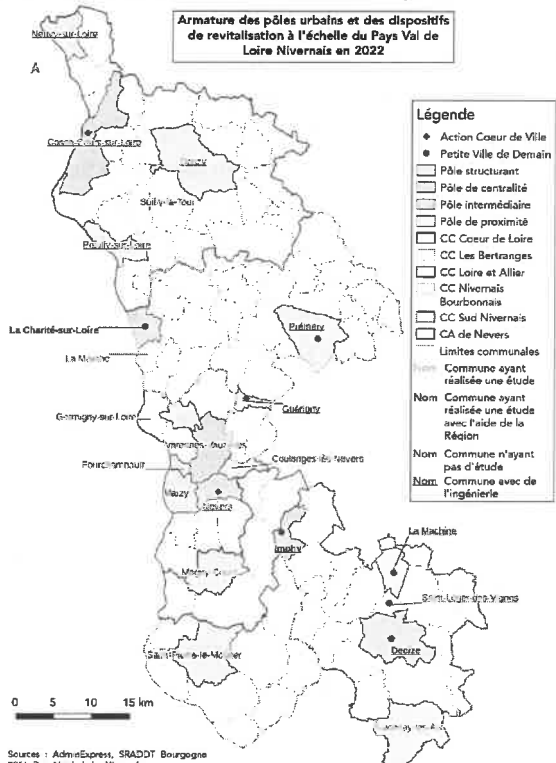 Armature des pôles urbains et des dispositifs
de revitalisation à l'échelle du Pays Val de
Loire Nivernais en 2022
Neuvy-sur-Loire
A
Cosne-Cours-sur-Loire
Donzy
Suilly-la-Tour
Pouilly-sur-Loire
La Charité-sur-Loire
Prémery
La Marche
Guérigny
Germigny-sur-Loire
Varennes-Vauzelles
Fourchambault
Coulanges-lès-Nevers
Marzy
Nevers
Imphy
La Machine
Saint-Léger-des-Vignes
Decize
Saint-Pierre-le-Moûtier
Légende
Action Coeur de Ville
Petite Ville de Demain
Pôle structurant
Pôle de centralité
Pôle intermédiaire
Pôle de proximité
CC Coeur de Loire
CC Les Bertranges
CC Loire et Allier
CC Nivernais
Bourbonnais
CC Sud Nivernais
CA de Nevers
Limites communales
Nom Commune ayant
réalisée une étude
Nom Commune ayant
réalisée une étude
avec l'aide de la
Région
Nom Commune n'ayant
pas d'étude
Nom Commune avec de
l'ingénierie
0 5 10 15 km
Sources : AdminExpress, SRADDT Bourgogne